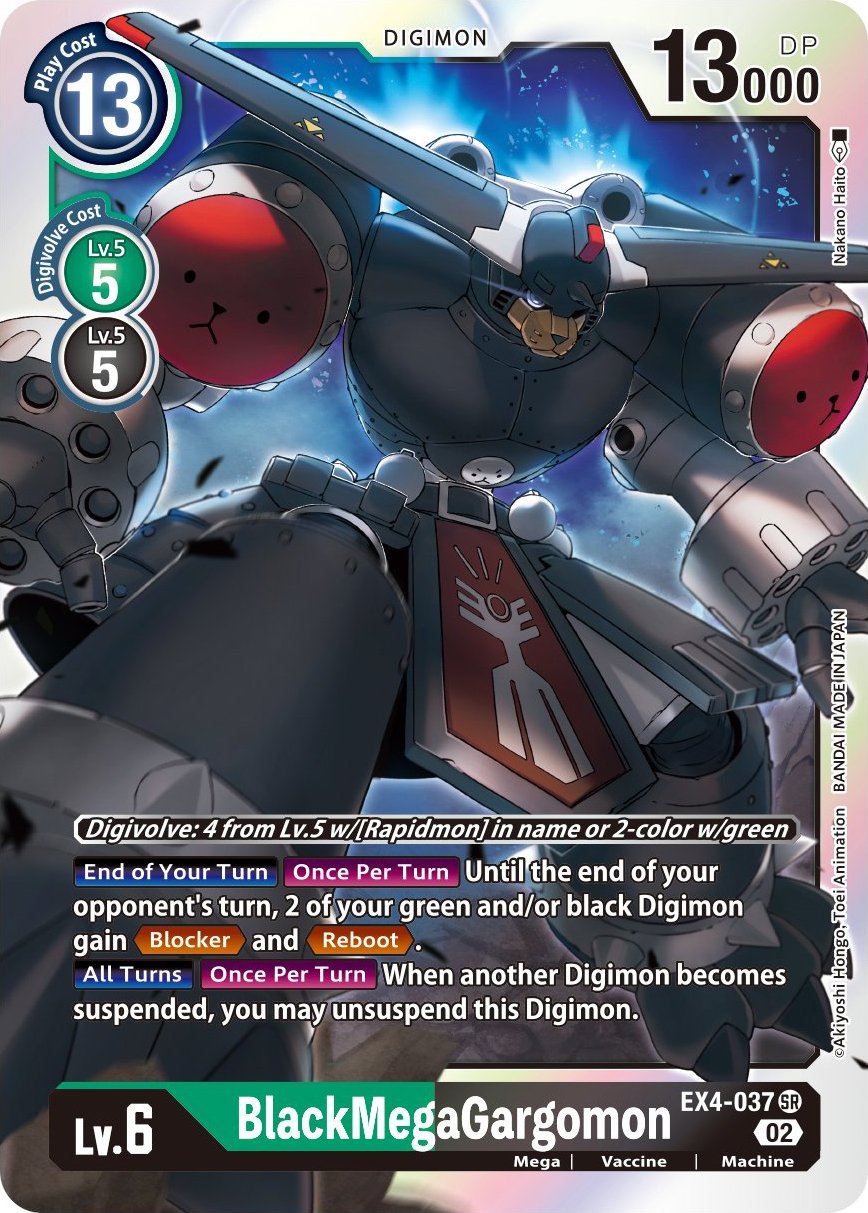 DIGIMON
Play Cost
13
DP
13000
Nakano Haito
Digivolve Cost
Lv.5
5
Lv.5
5
BANDAI MADE IN JAPAN
©Akiyoshi Hongo, Toei Animation
Digivolve: 4 from Lv.5 w/[Rapidmon] in name or 2-color w/green
End of Your Turn Once Per Turn Until the end of your
opponent's turn, 2 of your green and/or black Digimon
gain Blocker and Reboot.
All Turns Once Per Turn When another Digimon becomes
suspended, you may unsuspend this Digimon.
Lv.6
BlackMegaGargomon
EX4-037 SR
02
Mega | Vaccine | Machine